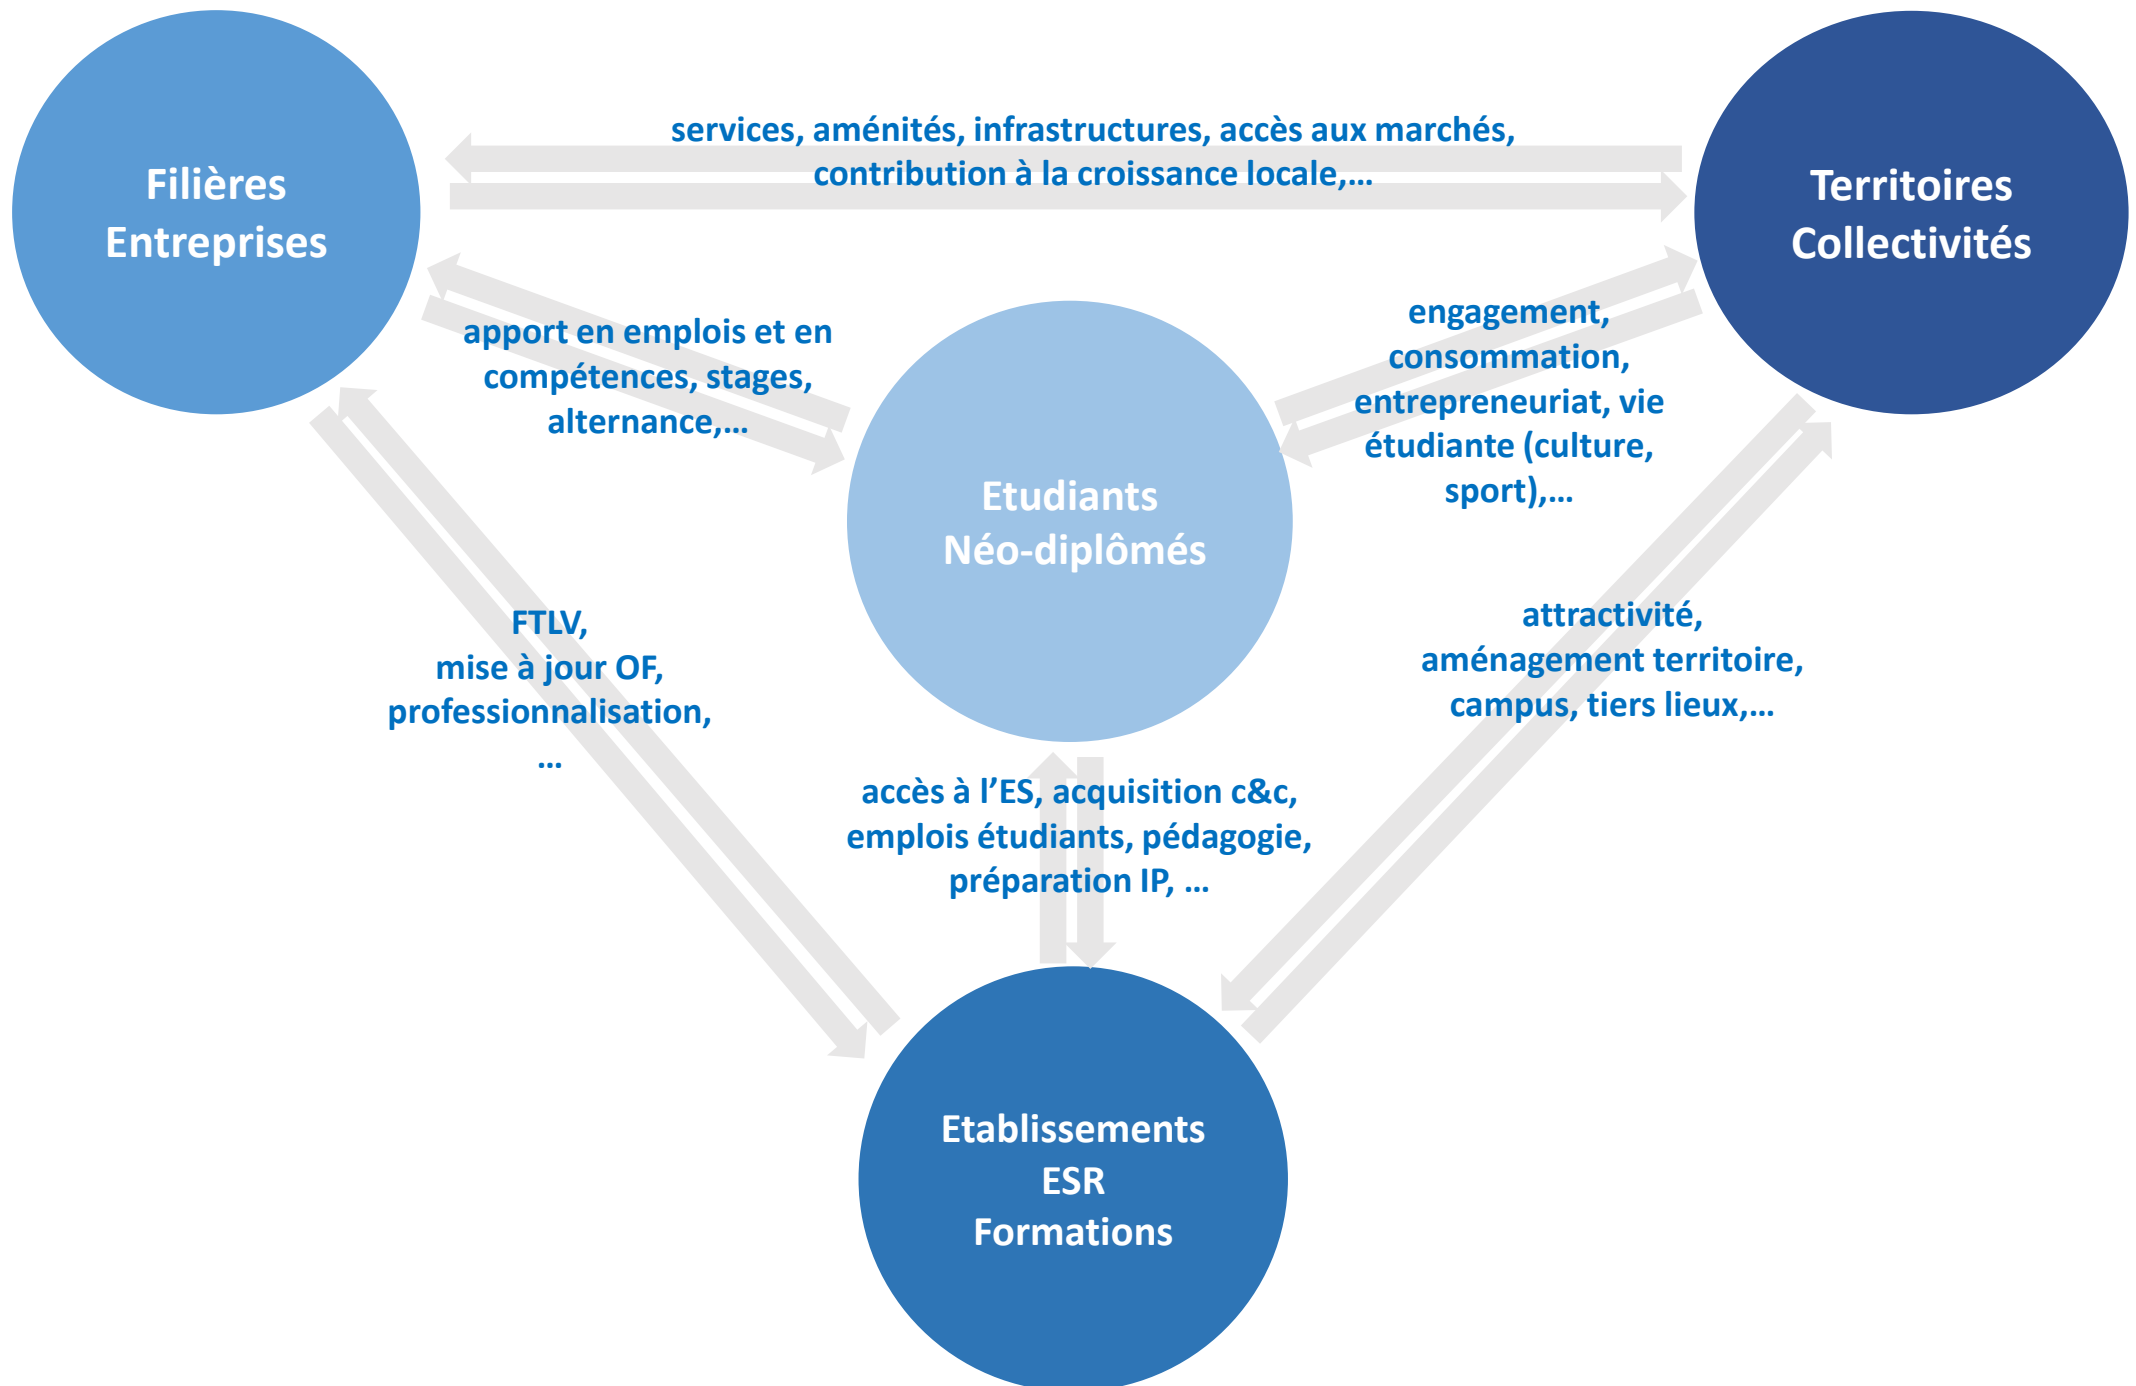 services, aménités, infrastructures, accès aux marchés,
contribution à la croissance locale,...
Filières
Entreprises
Territoires
Collectivités
apport en emplois et en
compétences, stages,
alternance,...
engagement,
consommation,
entrepreneuriat, vie
étudiante (culture,
sport),...
Etudiants
Néo-diplômés
FTLV,
mise à jour OF,
professionnalisation,
...
attractivité,
aménagement territoire,
campus, tiers lieux,...
accès à l’ES, acquisition c&c,
emplois étudiants, pédagogie,
préparation IP, ...
Etablissements
ESR
Formations